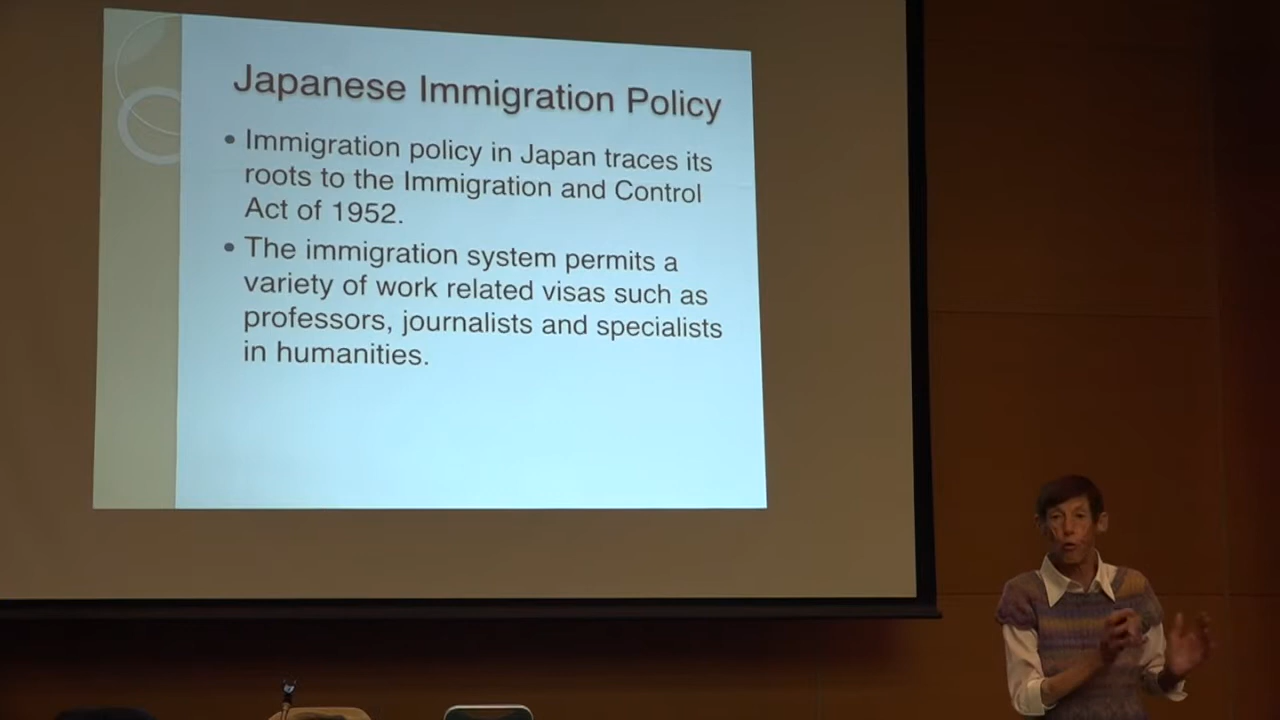 Japanese Immigration Policy
• Immigration policy in Japan traces its
roots to the Immigration and Control
Act of 1952.
• The immigration system permits a
variety of work related visas such as
professors, journalists and specialists
in humanities.